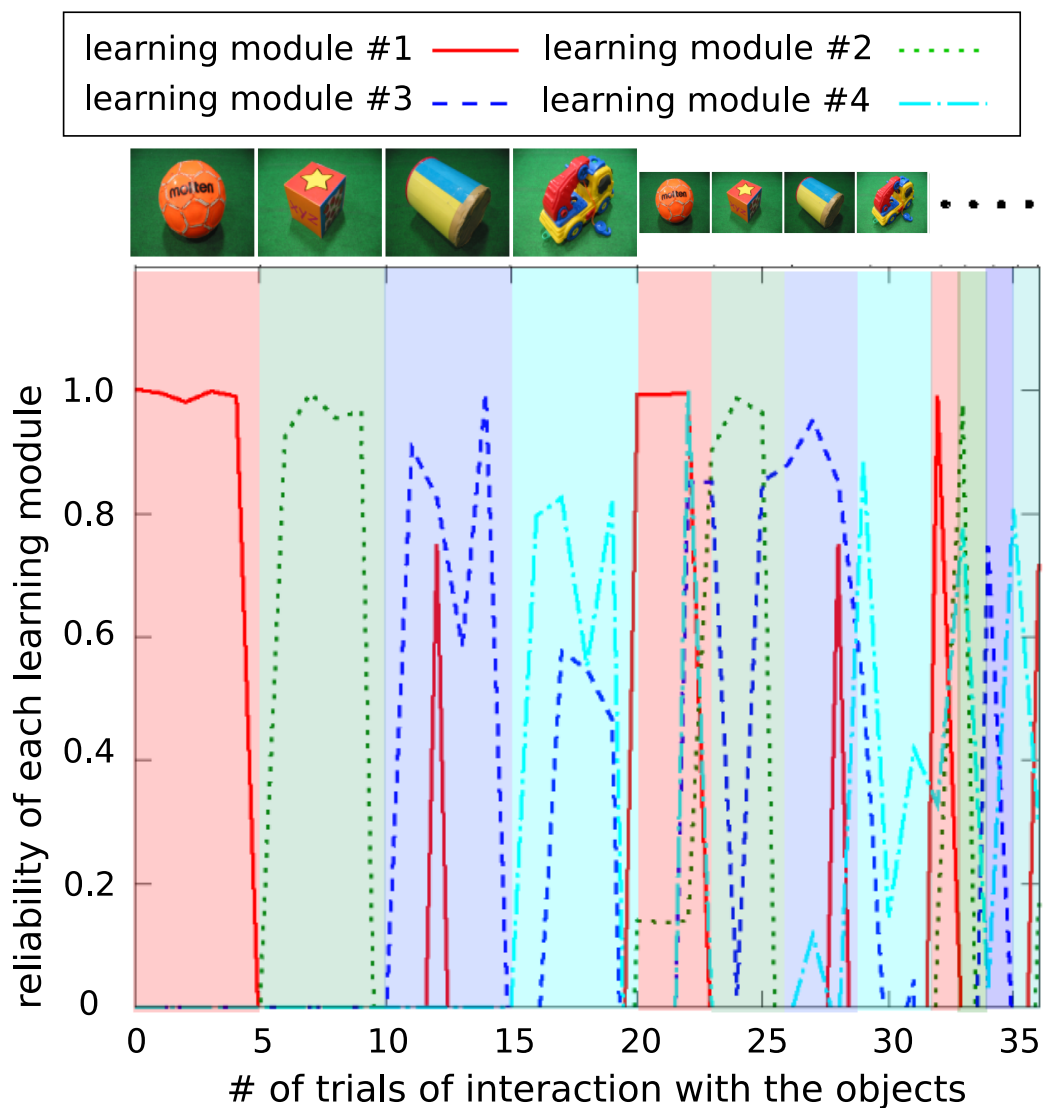 learning module #1 learning module #2
learning module #3 learning module #4
molten
xyz
molten
reliability of each learning module
1.0
0.8
0.6
0.4
0.2
0
0 5 10 15 20 25 30 35
# of trials of interaction with the objects